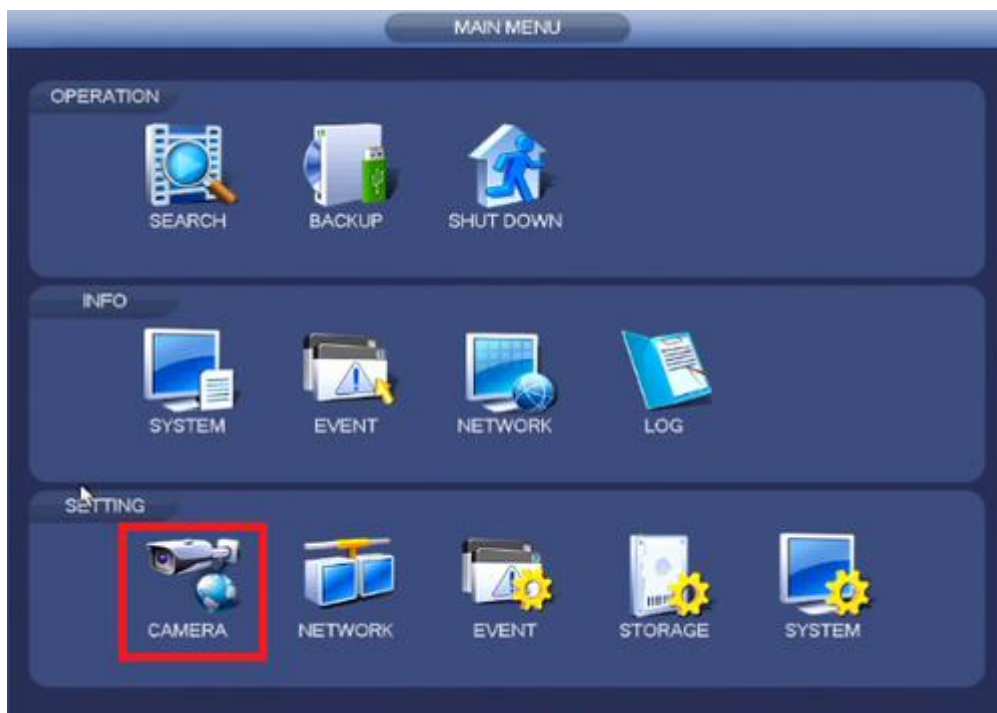 MAIN MENU
OPERATION
SEARCH BACKUP SHUT DOWN
INFO
SYSTEM EVENT NETWORK LOG
SETTING
CAMERA NETWORK EVENT STORAGE SYSTEM